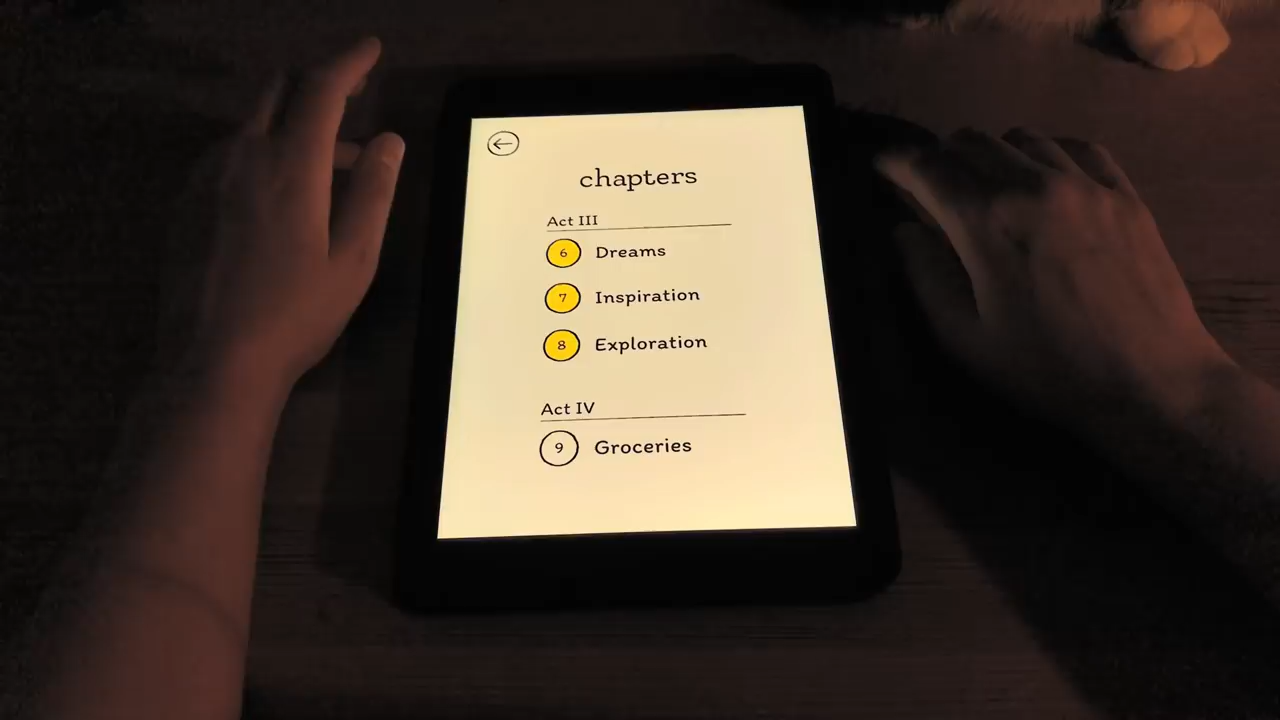 chapters
Act III
6 Dreams
7 Inspiration
8 Exploration
Act IV
9 Groceries